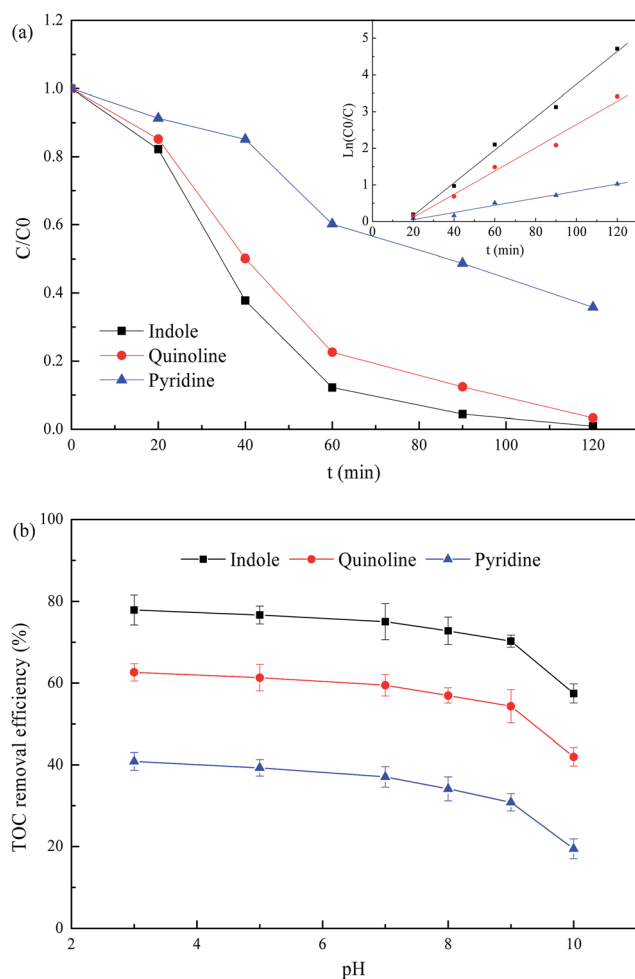 (a)
1.0
0.8
0.6
0.4
0.2
0.0
C/C0
0 20 40 60 80 100 120
t (min)
Indole
Quinoline
Pyridine
5
4
3
2
1
0
Ln(C0/C)
0 20 40 60 80 100 120
t (min)
(b)
100
80
60
40
20
0
TOC removal efficiency (%)
Indole Quinoline Pyridine
2 4 6 8 10
pH